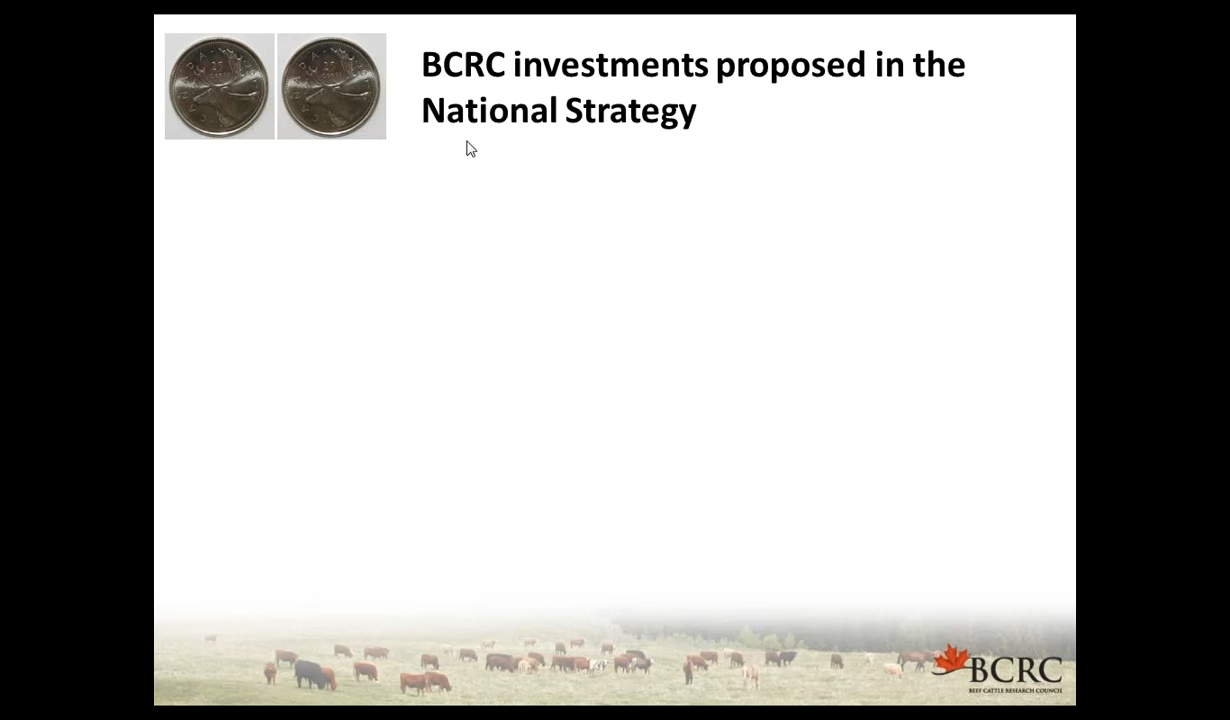 BCRC investments proposed in the
National Strategy
BCRC
BEEF CATTLE RESEARCH COUNCIL